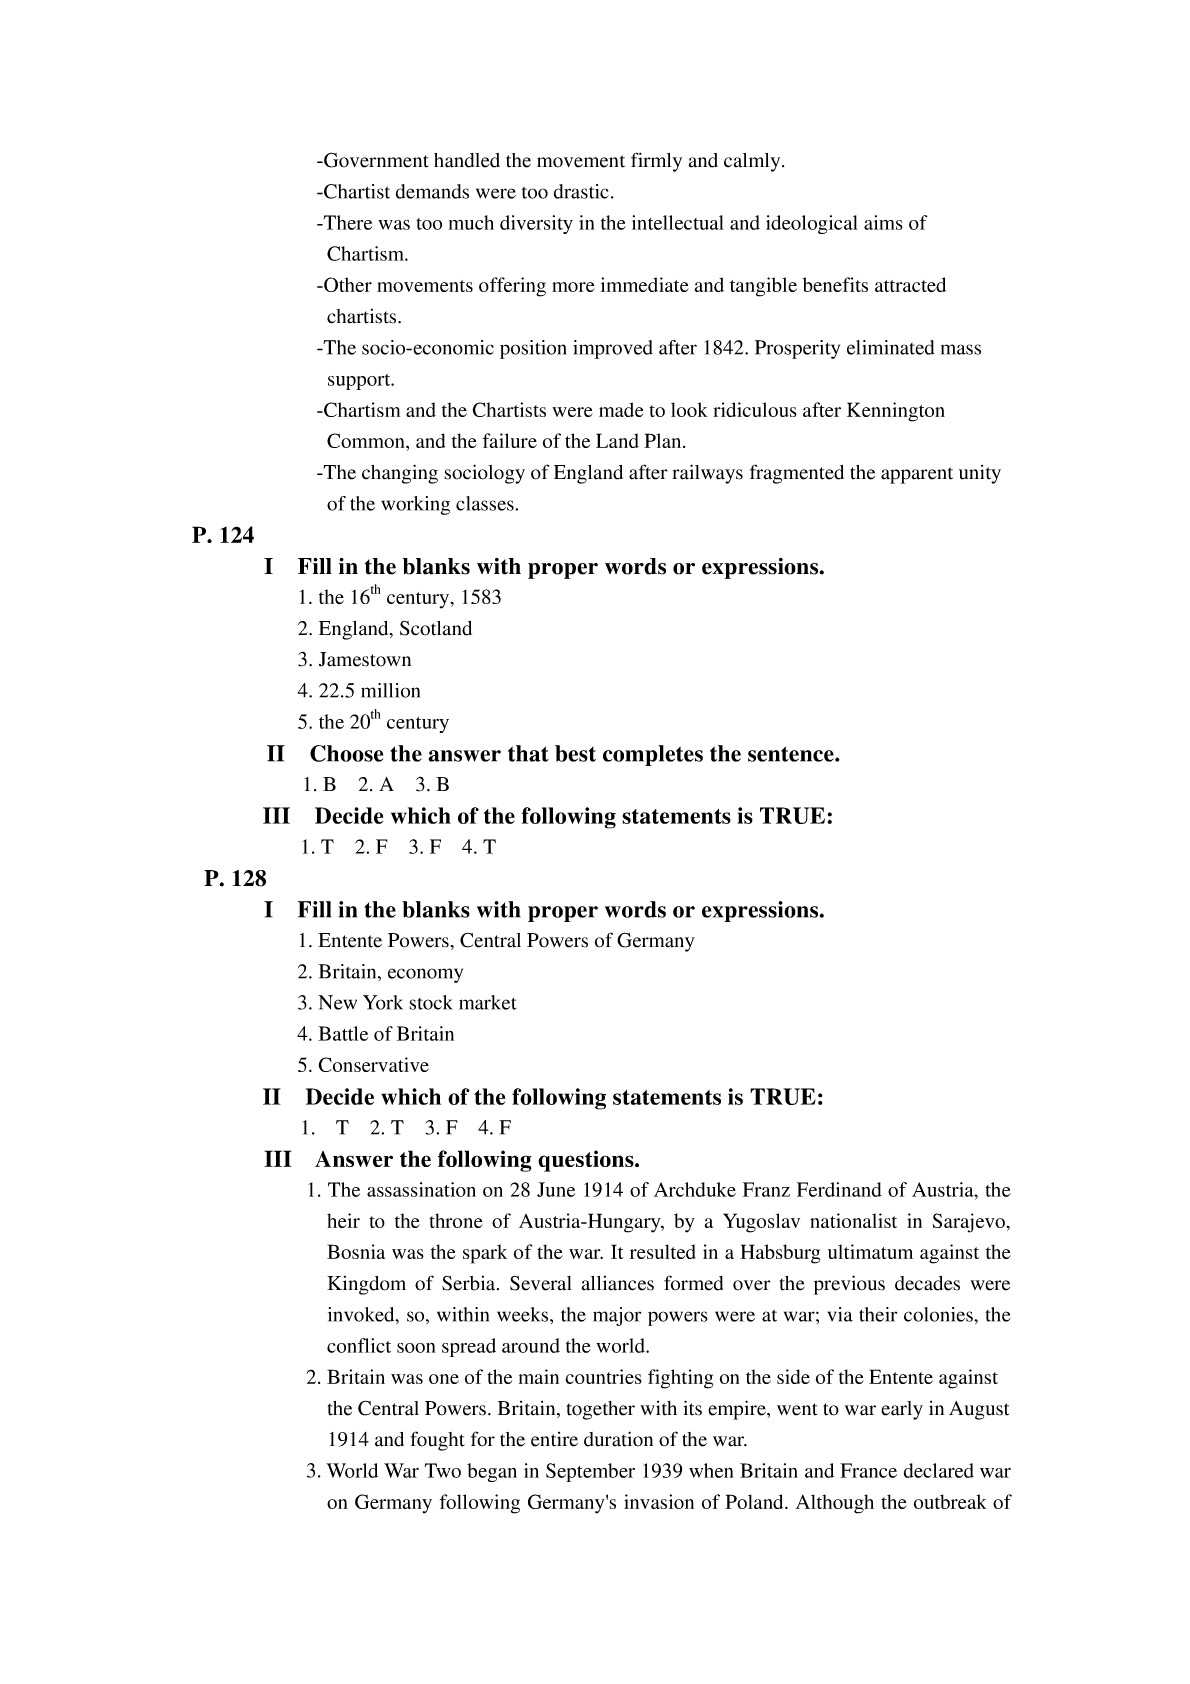 -Government handled the movement firmly and calmly.
-Chartist demands were too drastic.
-There was too much diversity in the intellectual and ideological aims of
Chartism.
-Other movements offering more immediate and tangible benefits attracted
chartists.
-The socio-economic position improved after 1842. Prosperity eliminated mass
support.
-Chartism and the Chartists were made to look ridiculous after Kennington
Common, and the failure of the Land Plan.
-The changing sociology of England after railways fragmented the apparent unity
of the working classes.
P. 124
I Fill in the blanks with proper words or expressions.
1. the 16th century, 1583
2. England, Scotland
3. Jamestown
4. 22.5 million
5. the 20th century
II Choose the answer that best completes the sentence.
1. B 2. A 3. B
III Decide which of the following statements is TRUE:
1. T 2. F 3. F 4. T
P. 128
I Fill in the blanks with proper words or expressions.
1. Entente Powers, Central Powers of Germany
2. Britain, economy
3. New York stock market
4. Battle of Britain
5. Conservative
II Decide which of the following statements is TRUE:
1. T 2. T 3. F 4. F
III Answer the following questions.
1. The assassination on 28 June 1914 of Archduke Franz Ferdinand of Austria, the
heir to the throne of Austria-Hungary, by a Yugoslav nationalist in Sarajevo,
Bosnia was the spark of the war. It resulted in a Habsburg ultimatum against the
Kingdom of Serbia. Several alliances formed over the previous decades were
invoked, so, within weeks, the major powers were at war; via their colonies, the
conflict soon spread around the world.
2. Britain was one of the main countries fighting on the side of the Entente against
the Central Powers. Britain, together with its empire, went to war early in August
1914 and fought for the entire duration of the war.
3. World War Two began in September 1939 when Britain and France declared war
on Germany following Germany's invasion of Poland. Although the outbreak of